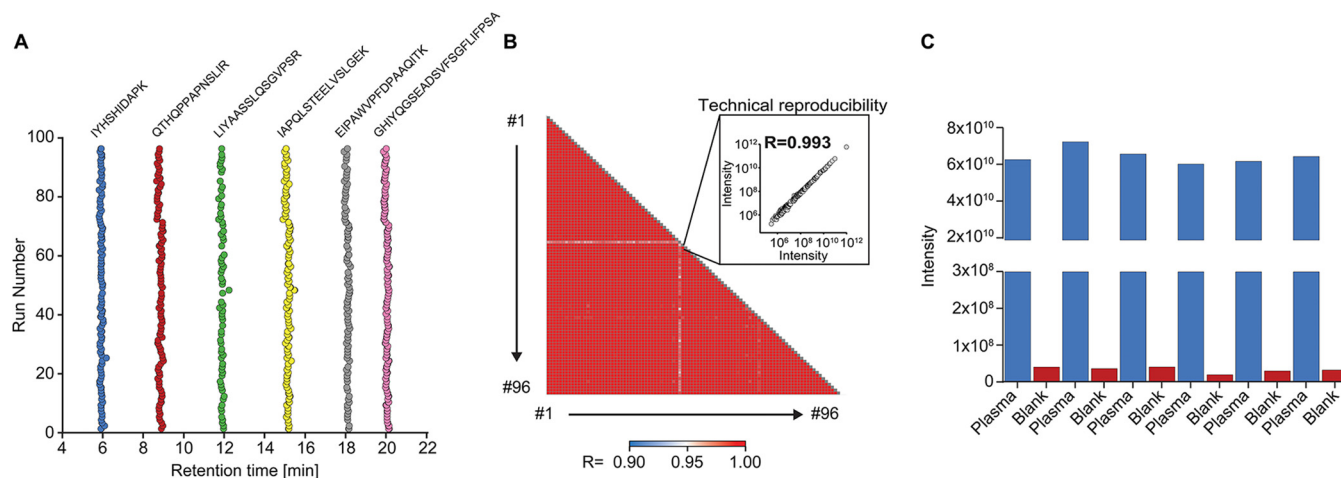 A
IYHSHIDAPK
QTHQPPAPNSLIR
LIYAASSLQSGVPSR
IAPQLSTEELVSLGEK
EIPAWVPFDPAAQITK
GHIYQGSEADSVFSGFLIFPSA
100
80
60
40
20
0
Run Number
4 6 8 10 12 14 16 18 20 22
Retention time [min]
B
#1
#96
#1 #96
Technical reproducibility
R=0.993
10¹²
10¹⁰
10⁸
10⁶
Intensity
10⁶ 10⁸ 10¹⁰ 10¹²
Intensity
R= 0.90 0.95 1.00
C
8x10¹⁰
6x10¹⁰
4x10¹⁰
2x10¹⁰
3x10⁸
2x10⁸
1x10⁸
0
Intensity
Plasma Blank Plasma Blank Plasma Blank Plasma Blank Plasma Blank Plasma Blank